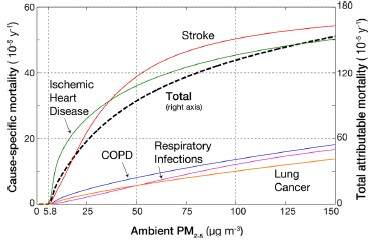 60
180
Stroke
40
120
Ischemic
Heart
Disease
Total
(right axis)
20
60
COPD
Respiratory
Infections
Lung
Cancer
0
0
0 5.8 25 50 75 100 125 150
Cause-specific mortality (10⁻⁵ y⁻¹)
Total attributable mortality (10⁻⁵ y⁻¹)
Ambient PM₂.₅ (µg m⁻³)